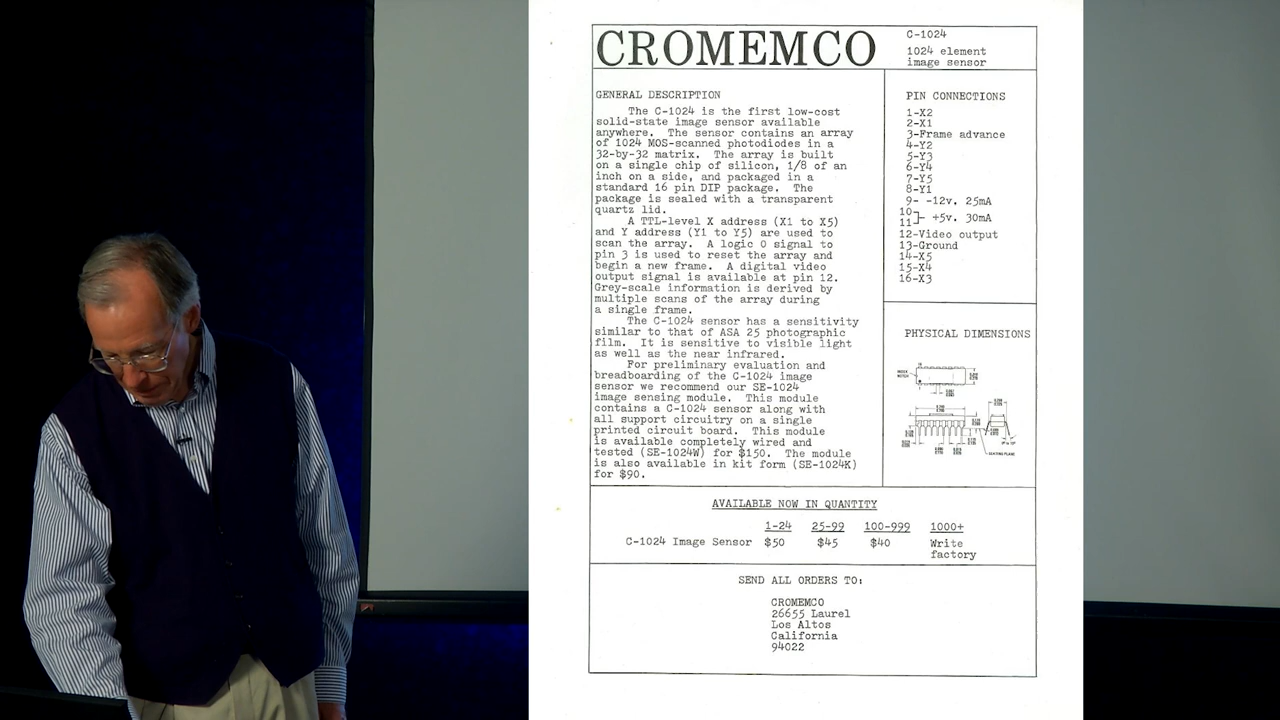 CROMEMCO
C-1024
1024 element
image sensor
GENERAL DESCRIPTION
The C-1024 is the first low-cost
solid-state image sensor available
anywhere. The sensor contains an array
of 1024 MOS-scanned photodiodes in a
32-by-32 matrix. The array is built
on a single chip of silicon, 1/8 of an
inch on a side, and packaged in a
standard 16 pin DIP package. The
package is sealed with a transparent
quartz lid.
A TTL-level X address (X1 to X5)
and Y address (Y1 to Y5) are used to
scan the array. A logic 0 signal to
pin 3 is used to reset the array and
begin a new frame. A digital video
output signal is available at pin 12.
Grey-scale information is derived by
multiple scans of the array during
a single frame.
The C-1024 sensor has a sensitivity
similar to that of ASA 25 photographic
film. It is sensitive to visible light
as well as the near infrared.
For preliminary evaluation and
breadboarding of the C-1024 image
sensor we recommend our SE-1024
image sensing module. This module
contains a C-1024 sensor along with
all support circuitry on a single
printed circuit board. This module
is available completely wired and
tested (SE-1024W) for $150. The module
is also available in kit form (SE-1024K)
for $90.
PIN CONNECTIONS
1-X2
2-X1
3-Frame advance
4-Y2
5-Y3
6-Y4
7-Y5
8-Y1
9- -12v. 25mA
10
11 +5v. 30mA
12-Video output
13-Ground
14-X5
15-X4
16-X3
PHYSICAL DIMENSIONS
INDEX
NOTCH
SEATING PLANE
AVAILABLE NOW IN QUANTITY
1-24 25-99 100-999 1000+
C-1024 Image Sensor $50 $45 $40 Write
factory
SEND ALL ORDERS TO:
CROMEMCO
26655 Laurel
Los Altos
California
94022